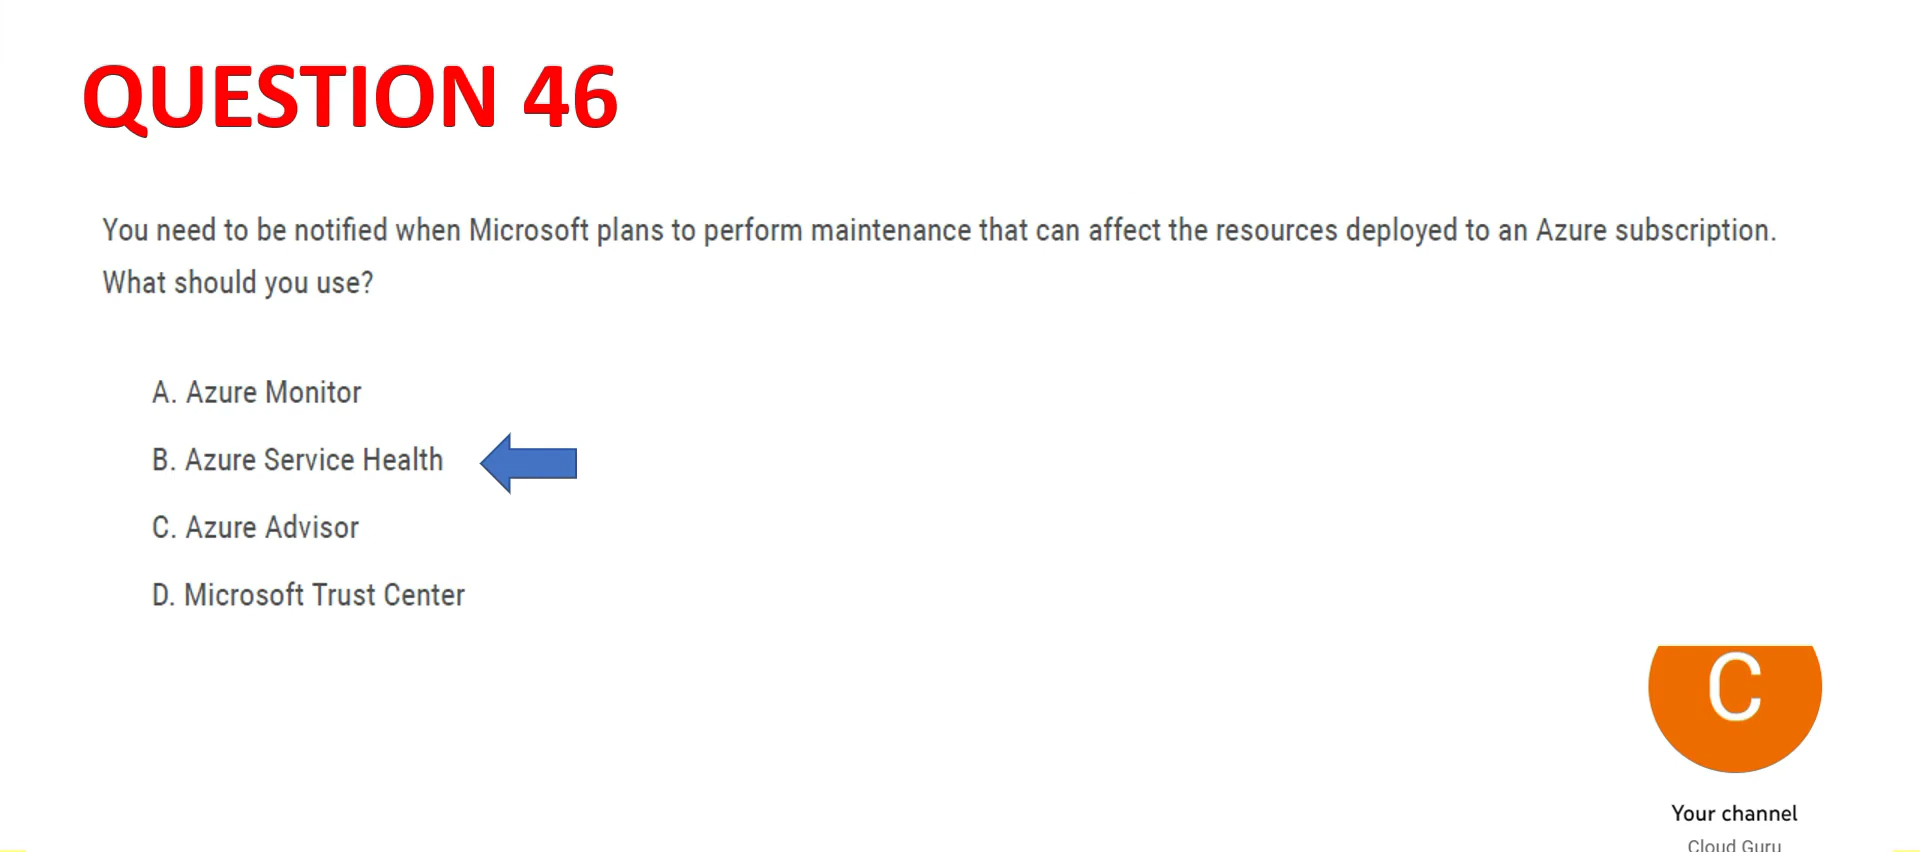 QUESTION 46
You need to be notified when Microsoft plans to perform maintenance that can affect the resources deployed to an Azure subscription.
What should you use?
A. Azure Monitor
B. Azure Service Health
C. Azure Advisor
D. Microsoft Trust Center
C
Your channel
Cloud Guru